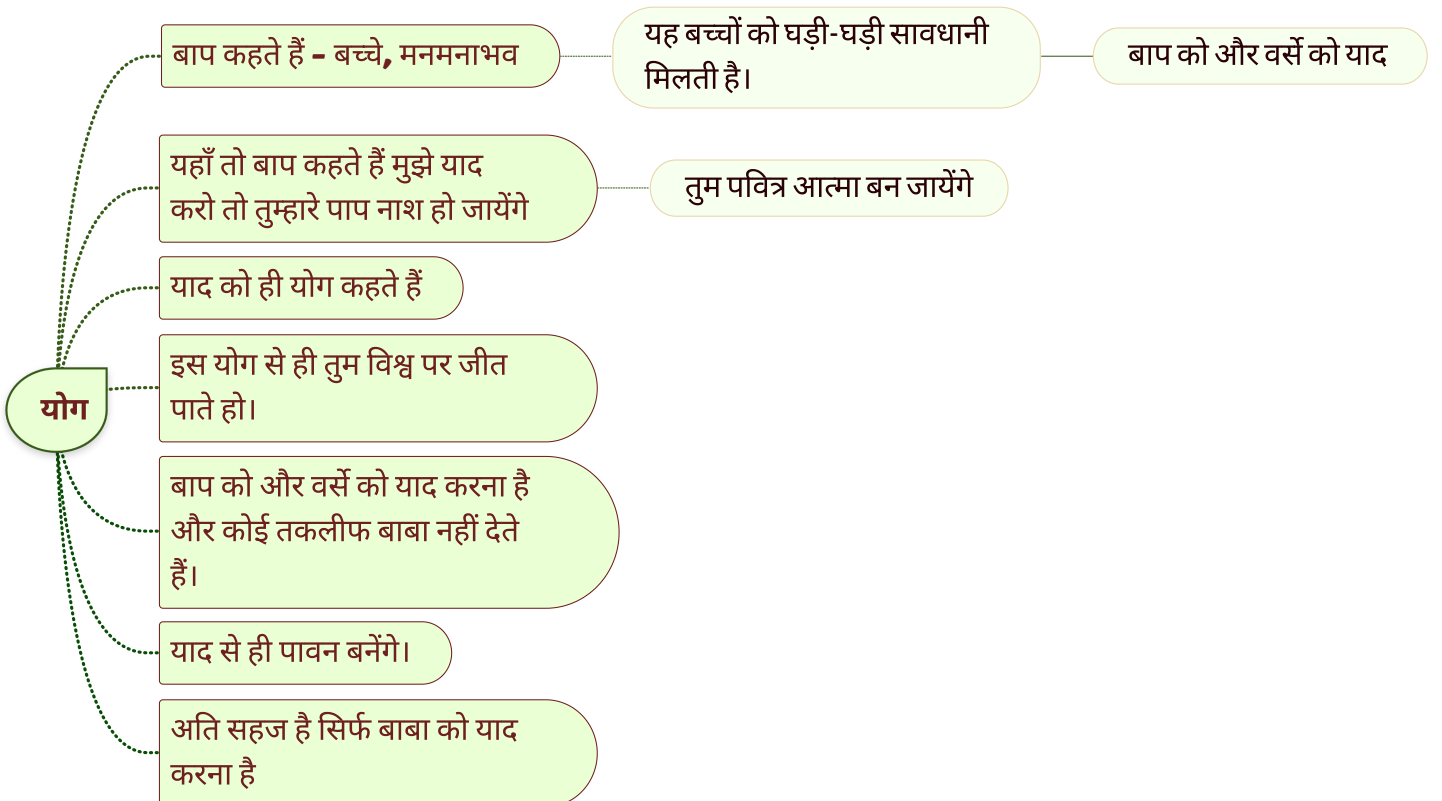 बाप कहते हैं - बच्चे, मनमनाभव
यह बच्चों को घड़ी-घड़ी सावधानी
मिलती है।
बाप को और वर्से को याद
यहाँ तो बाप कहते हैं मुझे याद
करो तो तुम्हारे पाप नाश हो जायेंगे
तुम पवित्र आत्मा बन जायेंगे
याद को ही योग कहते हैं
इस योग से ही तुम विश्व पर जीत
पाते हो।
योग
बाप को और वर्से को याद करना है
और कोई तकलीफ बाबा नहीं देते
हैं।
याद से ही पावन बनेंगे।
अति सहज है सिर्फ बाबा को याद
करना है